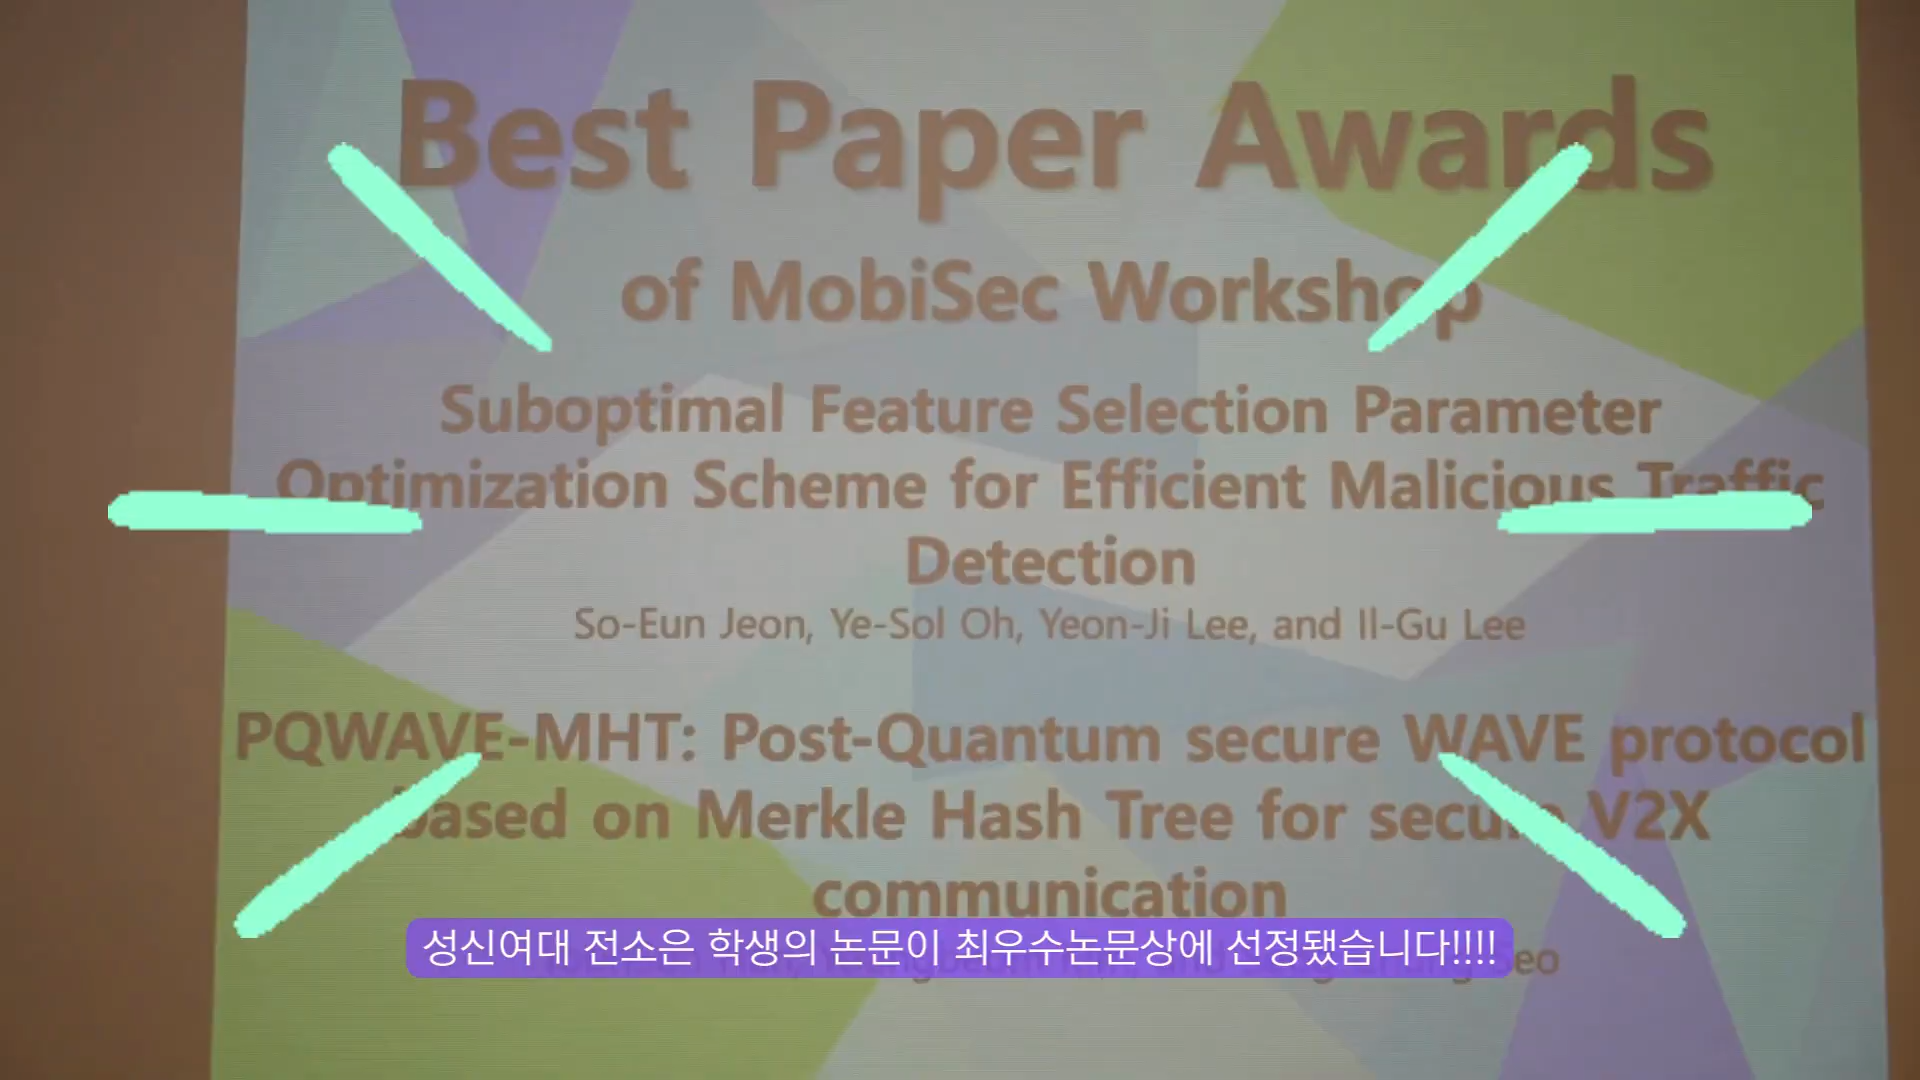 Best Paper Awards
of MobiSec Workshop
Suboptimal Feature Selection Parameter
Optimization Scheme for Efficient Malicious Traffic
Detection
So-Eun Jeon, Ye-Sol Oh, Yeon-Ji Lee, and Il-Gu Lee
PQWAVE-MHT: Post-Quantum secure WAVE protocol
based on Merkle Hash Tree for secure V2X
communication
성신여대 전소은 학생의 논문이 최우수논문상에 선정됐습니다!!!!